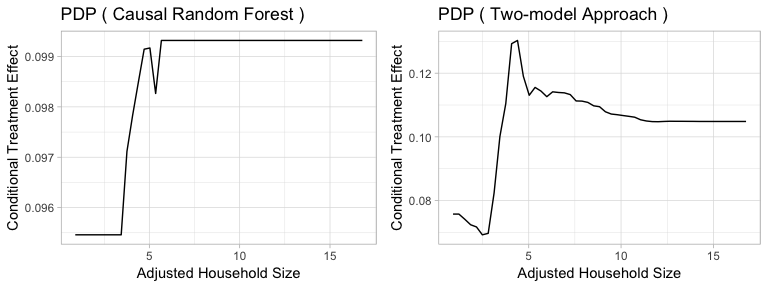 PDP ( Causal Random Forest )
Conditional Treatment Effect
0.099
0.098
0.097
0.096
5
10
15
Adjusted Household Size
PDP ( Two-model Approach )
Conditional Treatment Effect
0.12
0.10
0.08
5
10
15
Adjusted Household Size